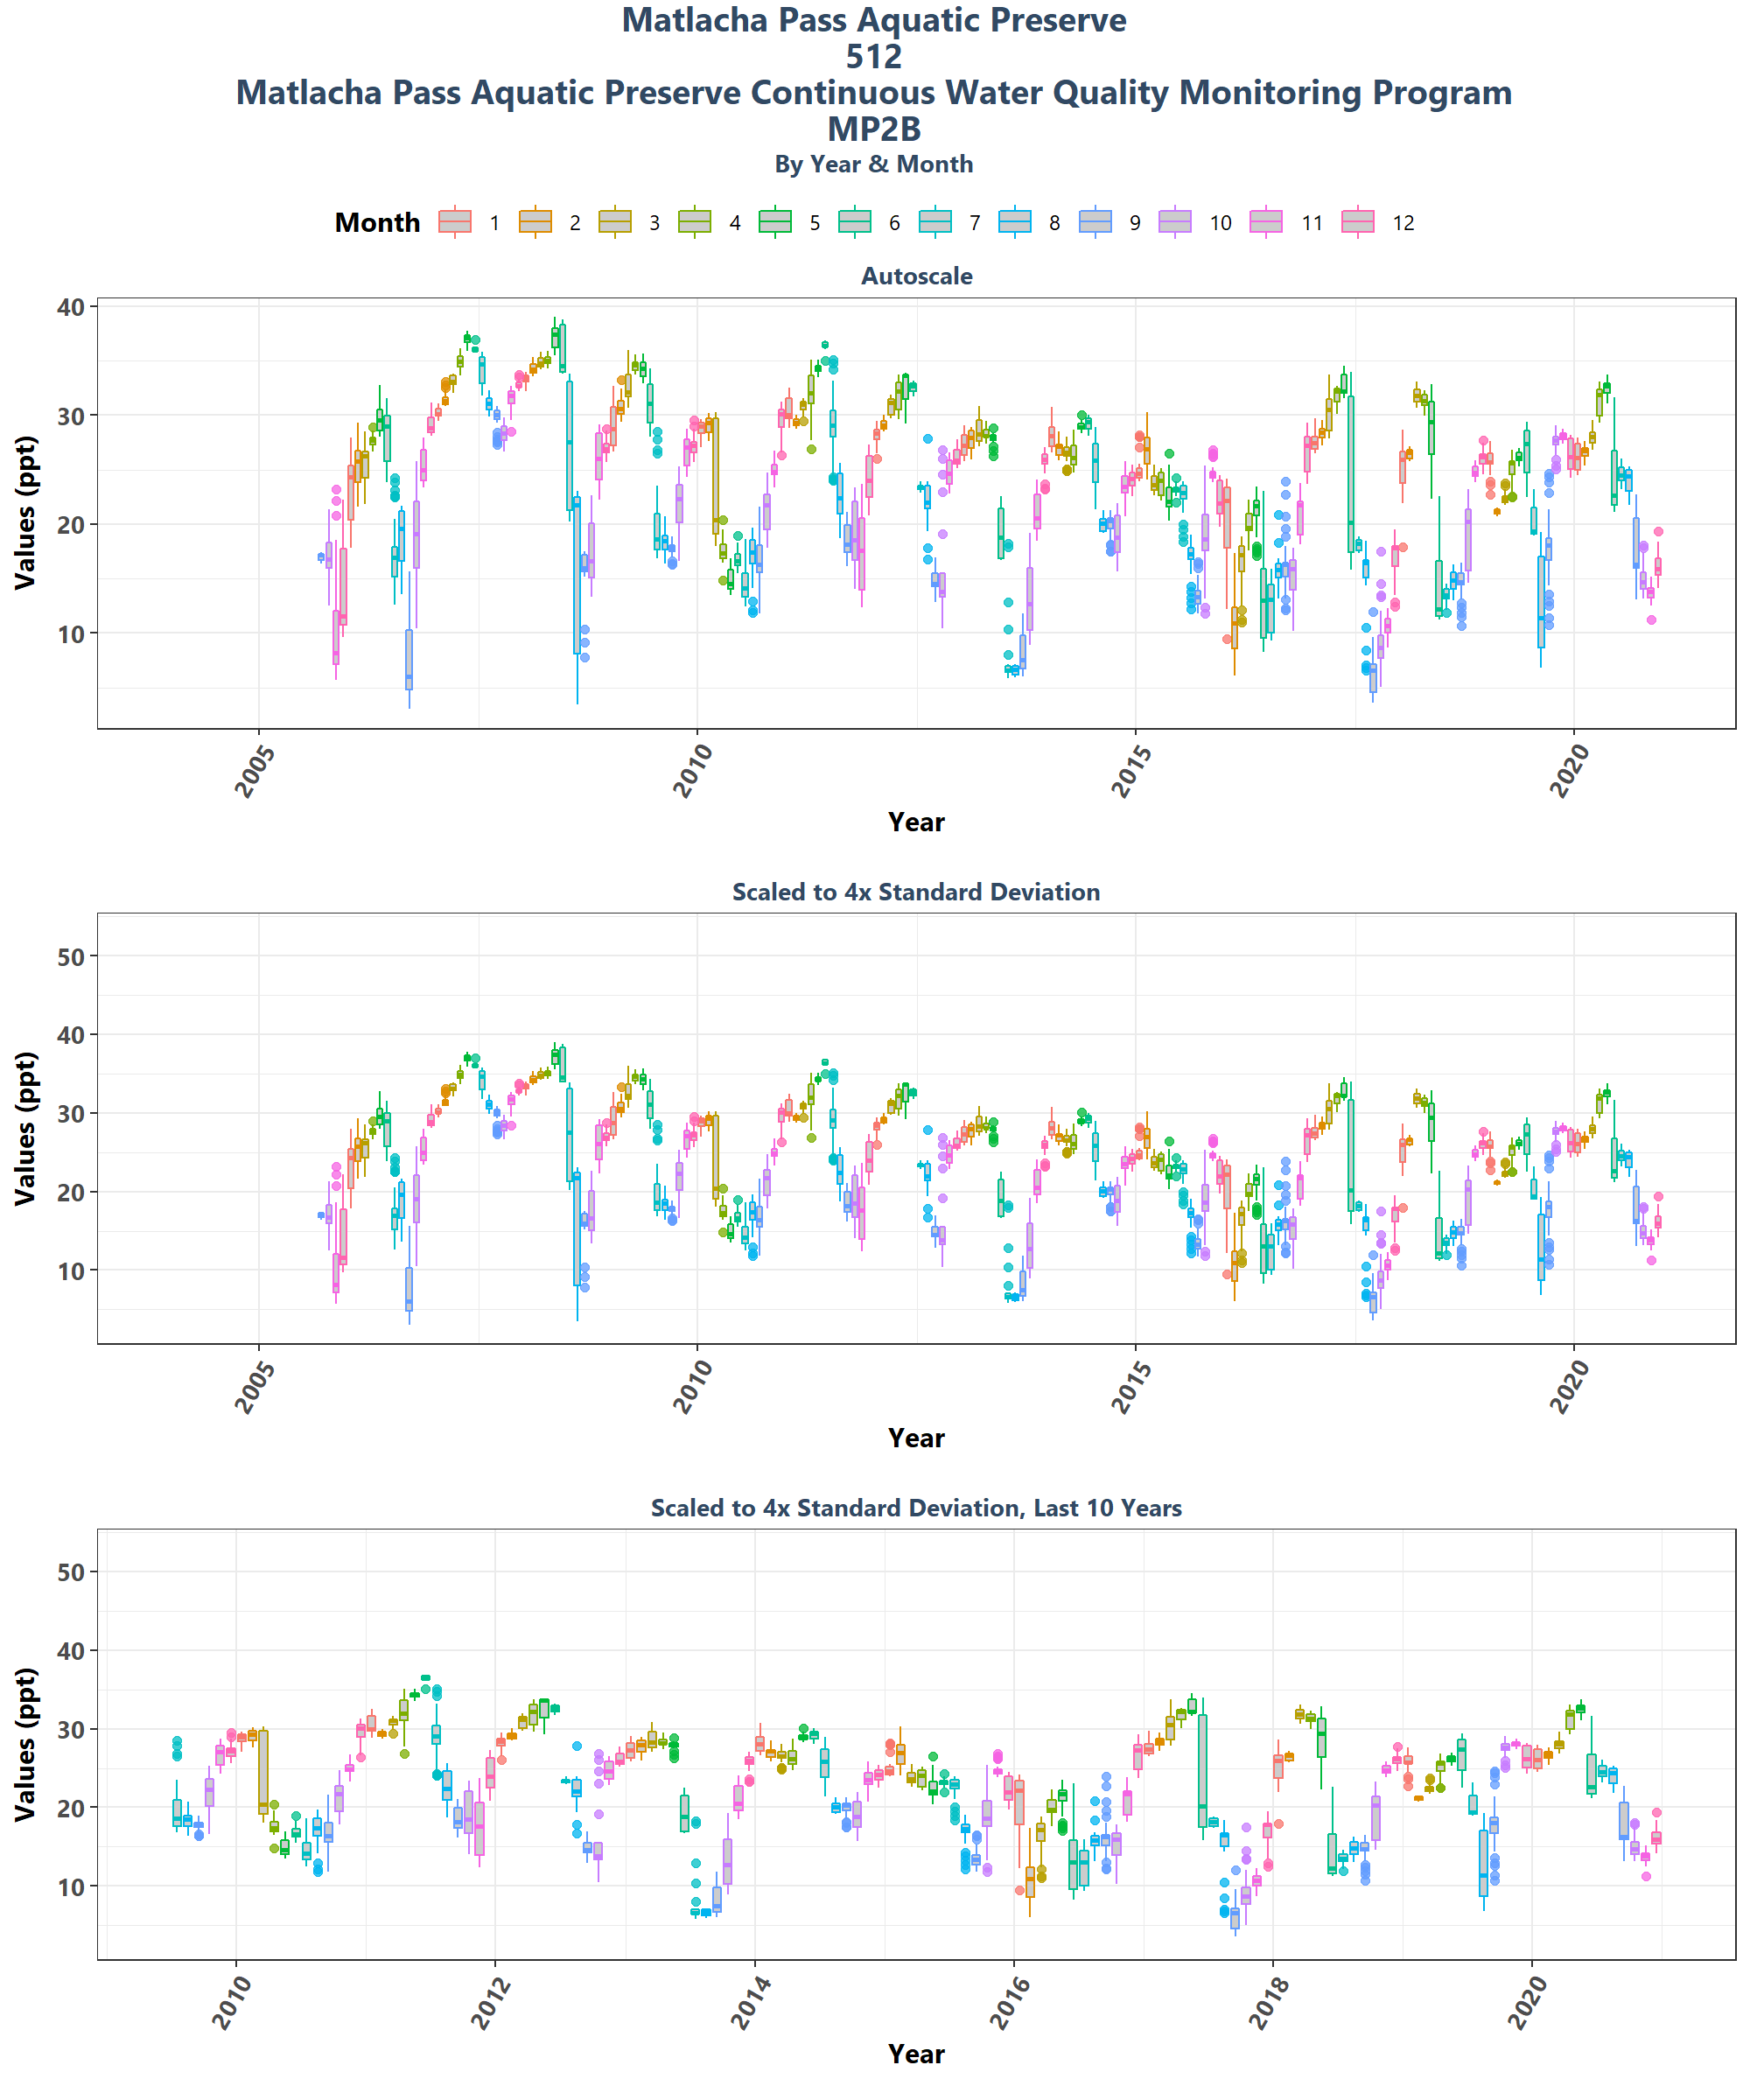 Matlacha Pass Aquatic Preserve
512
Matlacha Pass Aquatic Preserve Continuous Water Quality Monitoring Program
MP2B
By Year & Month
Month 1 2 3 4 5 6 7 8 9 10 11 12
Autoscale
Values (ppt)
40
30
20
10
2005 2010 2015 2020
Year
Scaled to 4x Standard Deviation
Values (ppt)
50
40
30
20
10
2005 2010 2015 2020
Year
Scaled to 4x Standard Deviation, Last 10 Years
Values (ppt)
50
40
30
20
10
2010 2012 2014 2016 2018 2020
Year